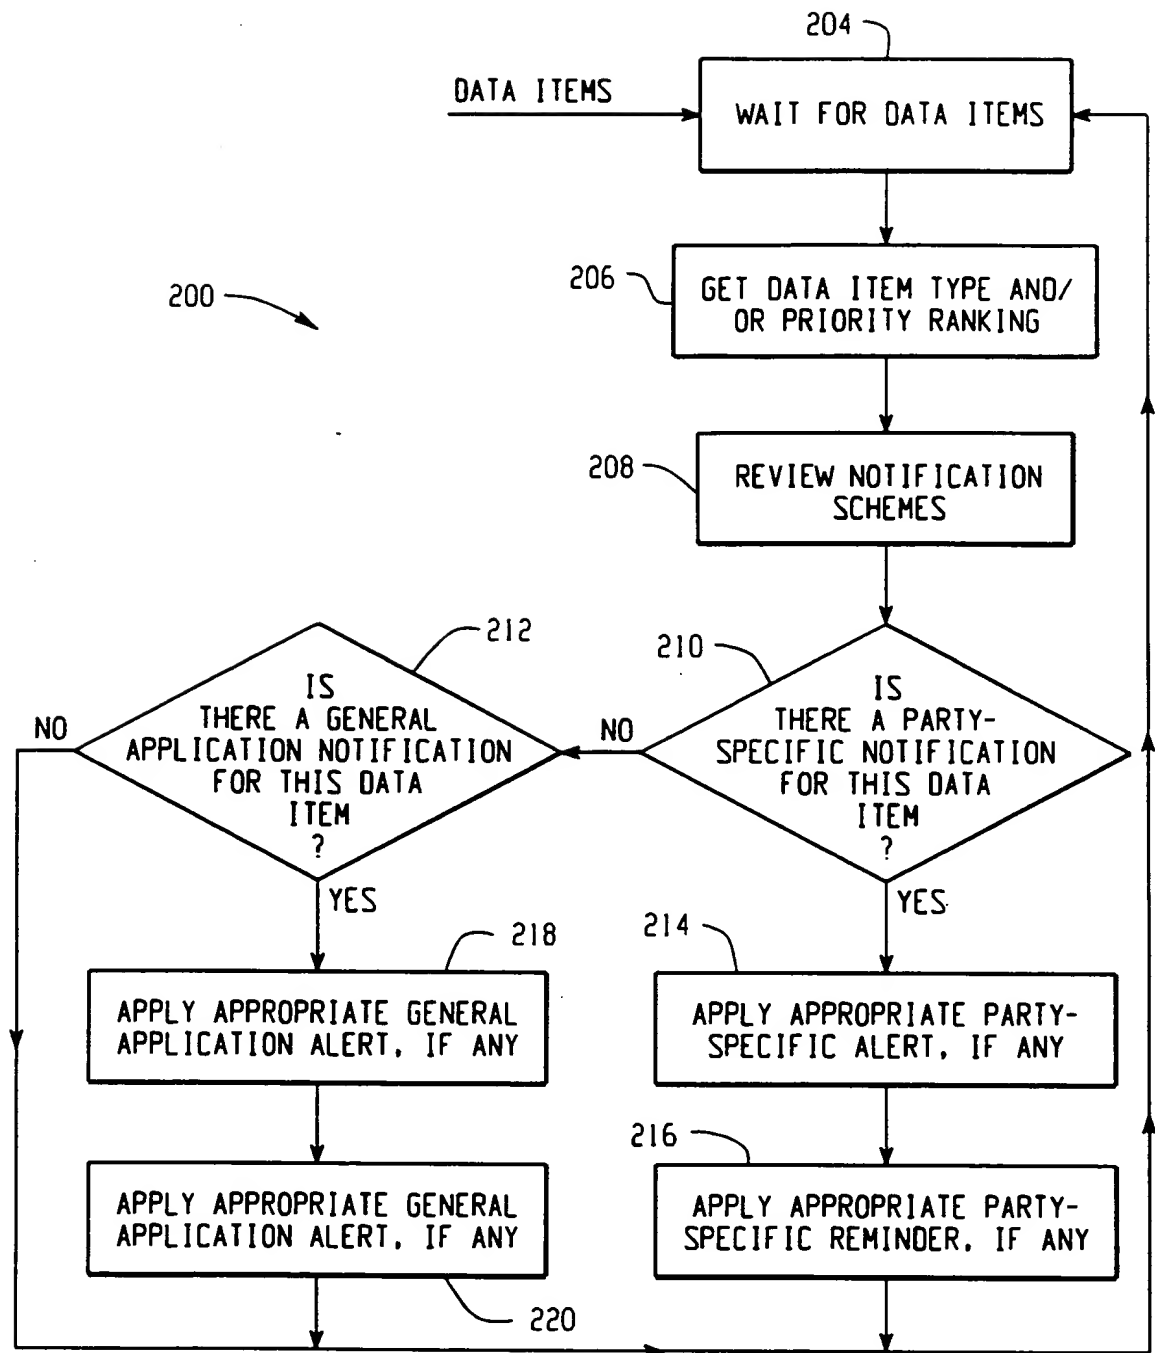 204
DATA ITEMS
WAIT FOR DATA ITEMS
200
206
GET DATA ITEM TYPE AND/
OR PRIORITY RANKING
208
REVIEW NOTIFICATION
SCHEMES
212
IS
THERE A GENERAL
APPLICATION NOTIFICATION
FOR THIS DATA
ITEM
?
NO
YES
210
IS
THERE A PARTY-
SPECIFIC NOTIFICATION
FOR THIS DATA
ITEM
?
NO
YES
218
APPLY APPROPRIATE GENERAL
APPLICATION ALERT, IF ANY
214
APPLY APPROPRIATE PARTY-
SPECIFIC ALERT, IF ANY
APPLY APPROPRIATE GENERAL
APPLICATION ALERT, IF ANY
220
216
APPLY APPROPRIATE PARTY-
SPECIFIC REMINDER, IF ANY